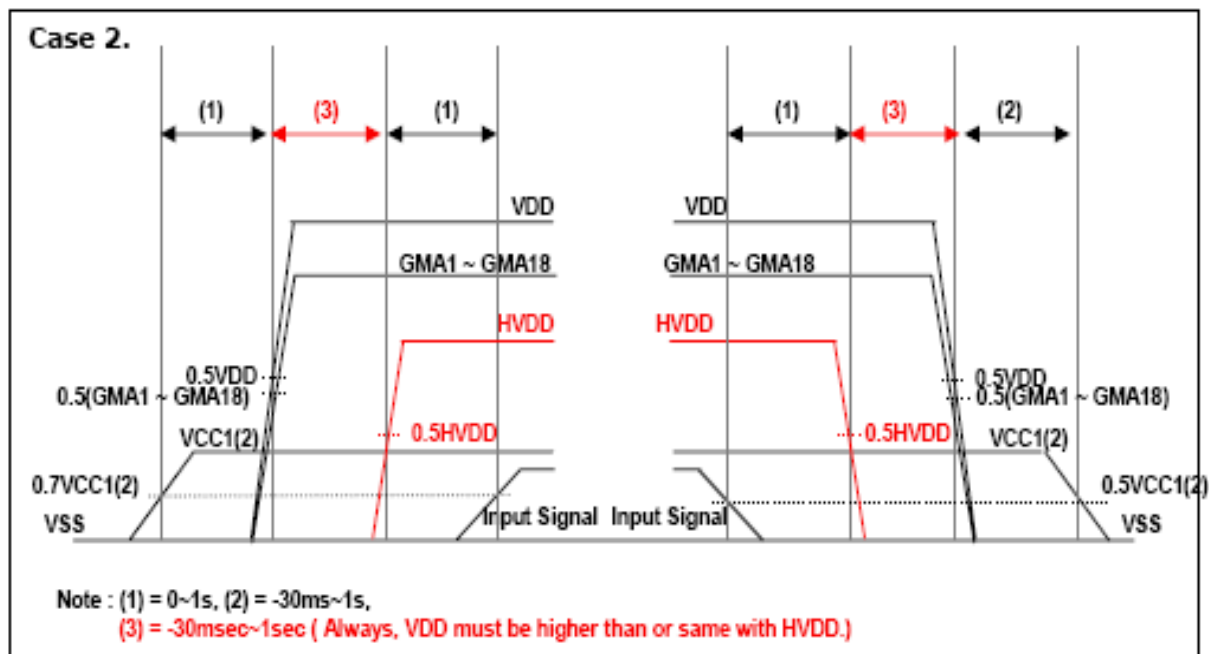 Case 2.
(1) (3) (1) (1) (3) (2)
VDD VDD
GMA1 ~ GMA18 GMA1 ~ GMA18
HVDD HVDD
0.5VDD 0.5VDD
0.5(GMA1 ~ GMA18) 0.5(GMA1 ~ GMA18)
VCC1(2) 0.5HVDD 0.5HVDD VCC1(2)
0.7VCC1(2) 0.5VCC1(2)
VSS Input Signal Input Signal VSS
Note : (1) = 0~1s, (2) = -30ms~1s,
(3) = -30msec~1sec ( Always, VDD must be higher than or same with HVDD.)